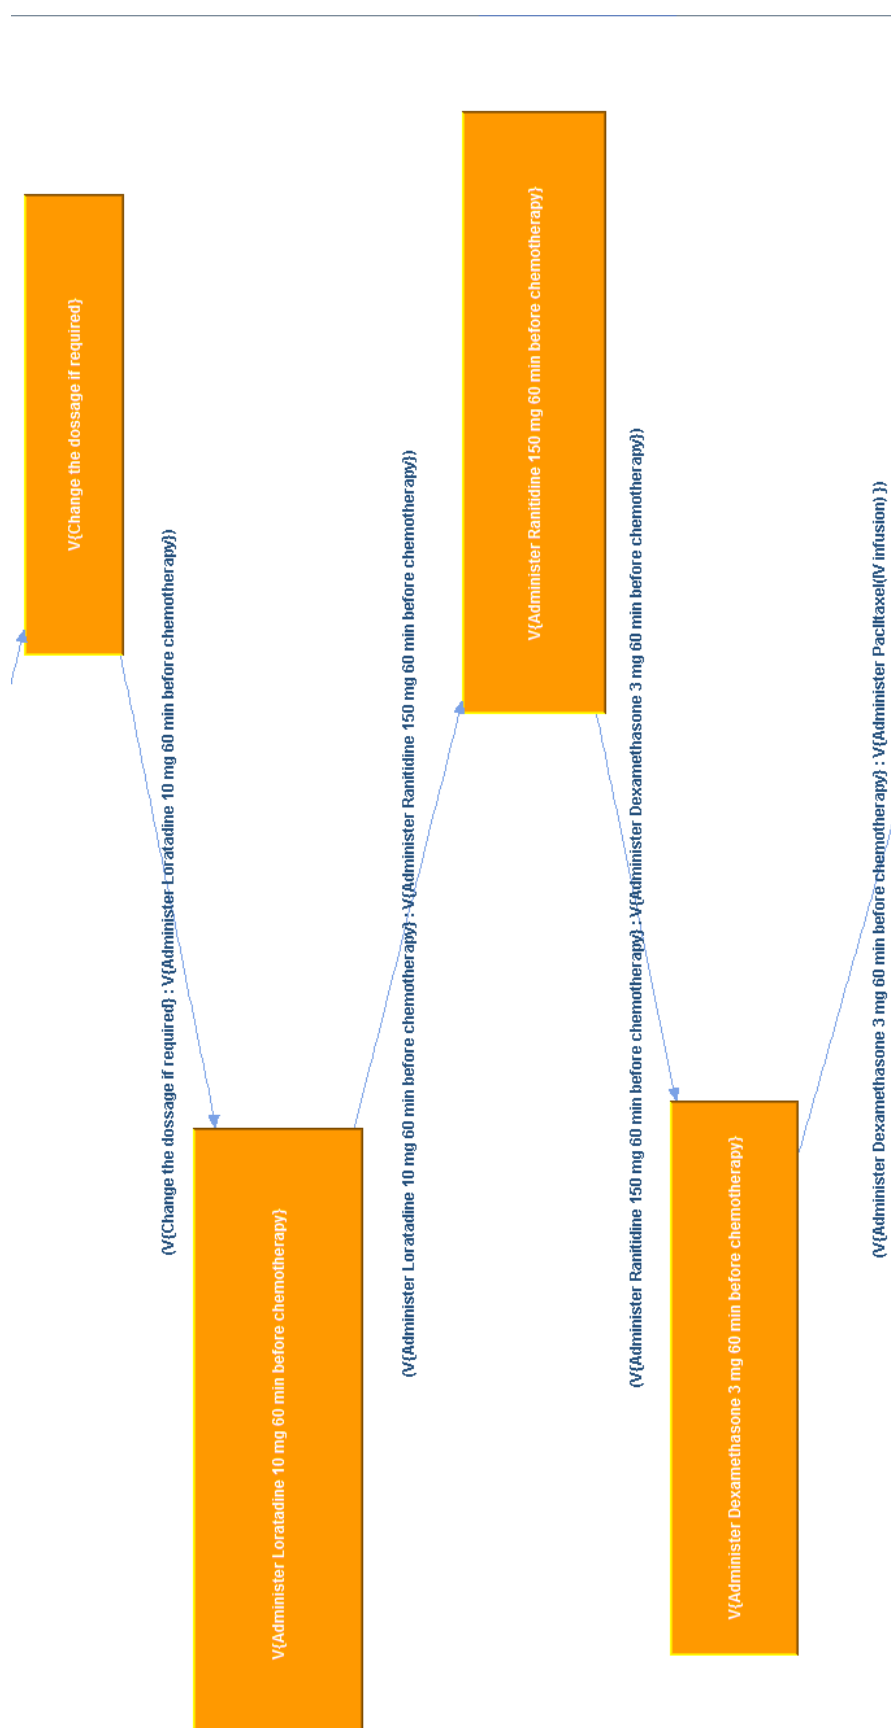 V{Change the dossage if required}
(V{Change the dossage if required} : V{Administer Loratadine 10 mg 60 min before chemotherapy})
V{Administer Loratadine 10 mg 60 min before chemotherapy}
(V{Administer Loratadine 10 mg 60 min before chemotherapy} : V{Administer Ranitidine 150 mg 60 min before chemotherapy})
V{Administer Ranitidine 150 mg 60 min before chemotherapy}
(V{Administer Ranitidine 150 mg 60 min before chemotherapy} : V{Administer Dexamethasone 3 mg 60 min before chemotherapy})
V{Administer Dexamethasone 3 mg 60 min before chemotherapy}
(V{Administer Dexamethasone 3 mg 60 min before chemotherapy} : V{Administer Paclitaxel(IV infusion) })